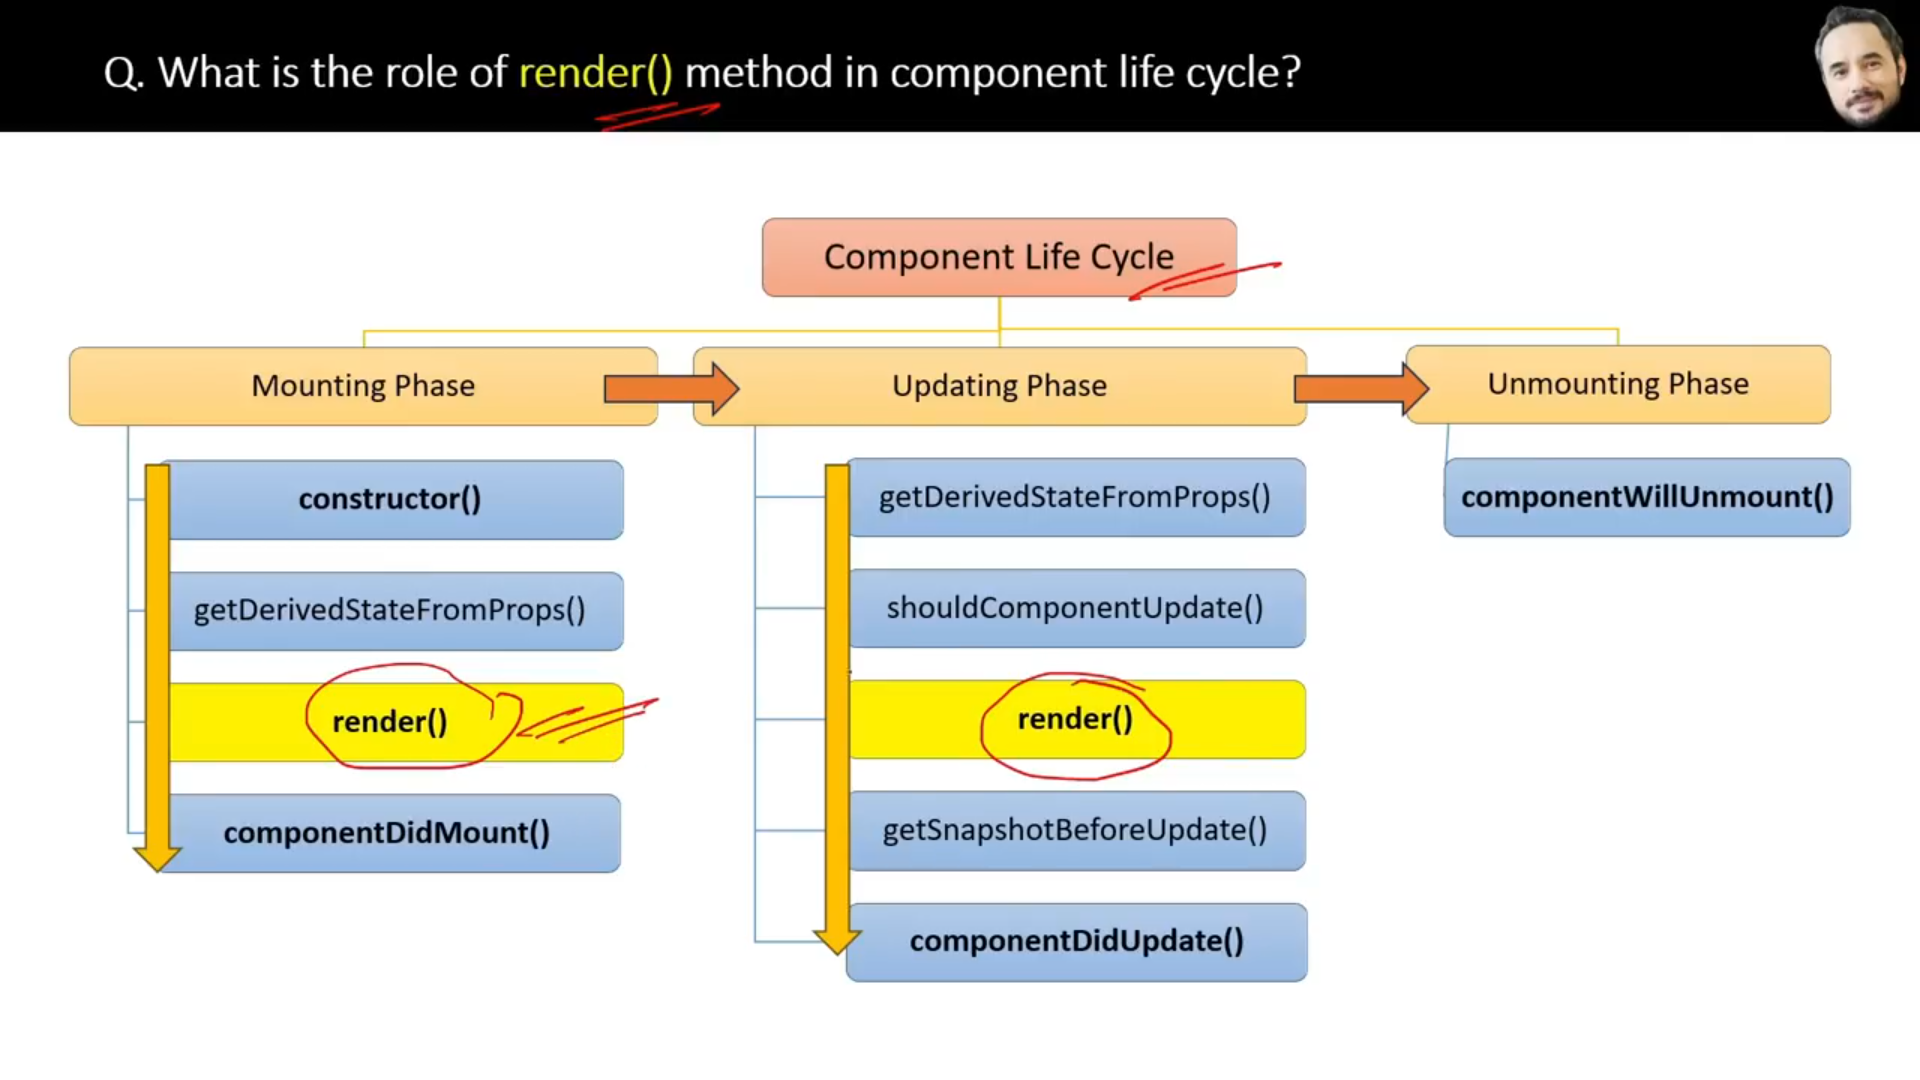 Q. What is the role of render() method in component life cycle?
Component Life Cycle
Mounting Phase
Updating Phase
Unmounting Phase
constructor()
getDerivedStateFromProps()
render()
componentDidMount()
getDerivedStateFromProps()
shouldComponentUpdate()
render()
getSnapshotBeforeUpdate()
componentDidUpdate()
componentWillUnmount()